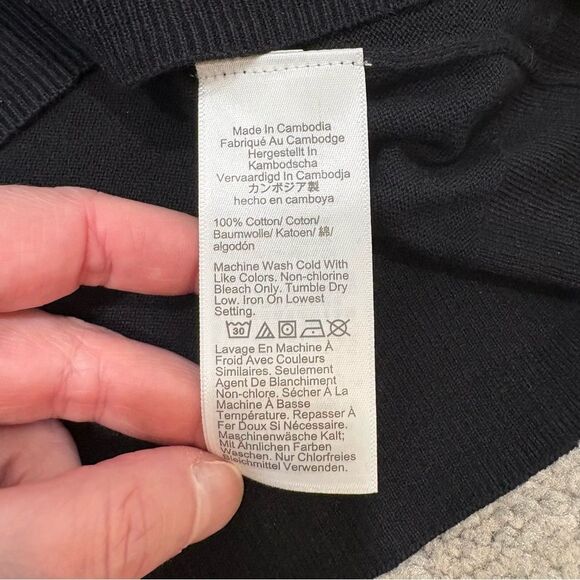 Made In Cambodia
Fabriqué Au Cambodge
Hergestellt In
Kambodscha
Vervaardigd In Cambodja
カンボジア製
hecho en camboya
100% Cotton/ Coton/
Baumwolle/ Katoen/ 綿/
algodón
Machine Wash Cold With
Like Colors. Non-chlorine
Bleach Only. Tumble Dry
Low. Iron On Lowest
Setting.
30
Lavage En Machine À
Froid Avec Couleurs
Similaires. Seulement
Agent De Blanchiment
Non-chlore. Sécher À La
Machine À Basse
Température. Repasser À
Fer Doux Si Nécessaire.
Maschinenwäsche Kalt;
Mit Ähnlichen Farben
Waschen. Nur Chlorfreies
Bleichmittel Verwenden.